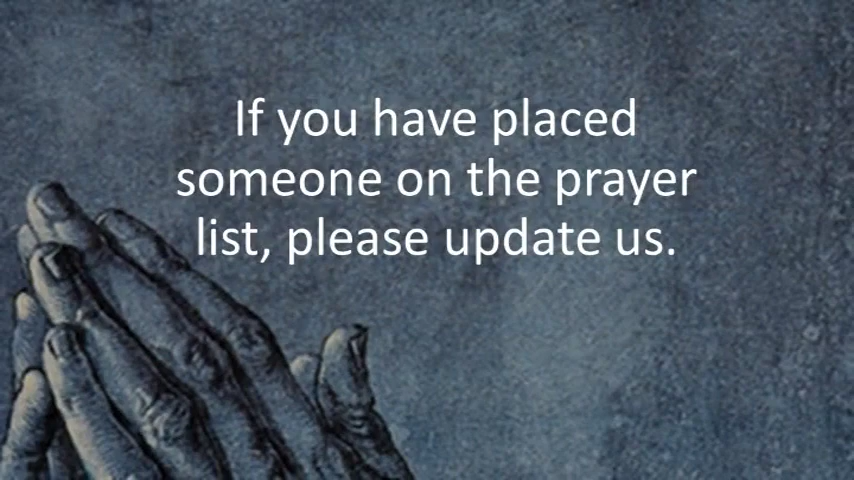 If you have placed
someone on the prayer
list, please update us.